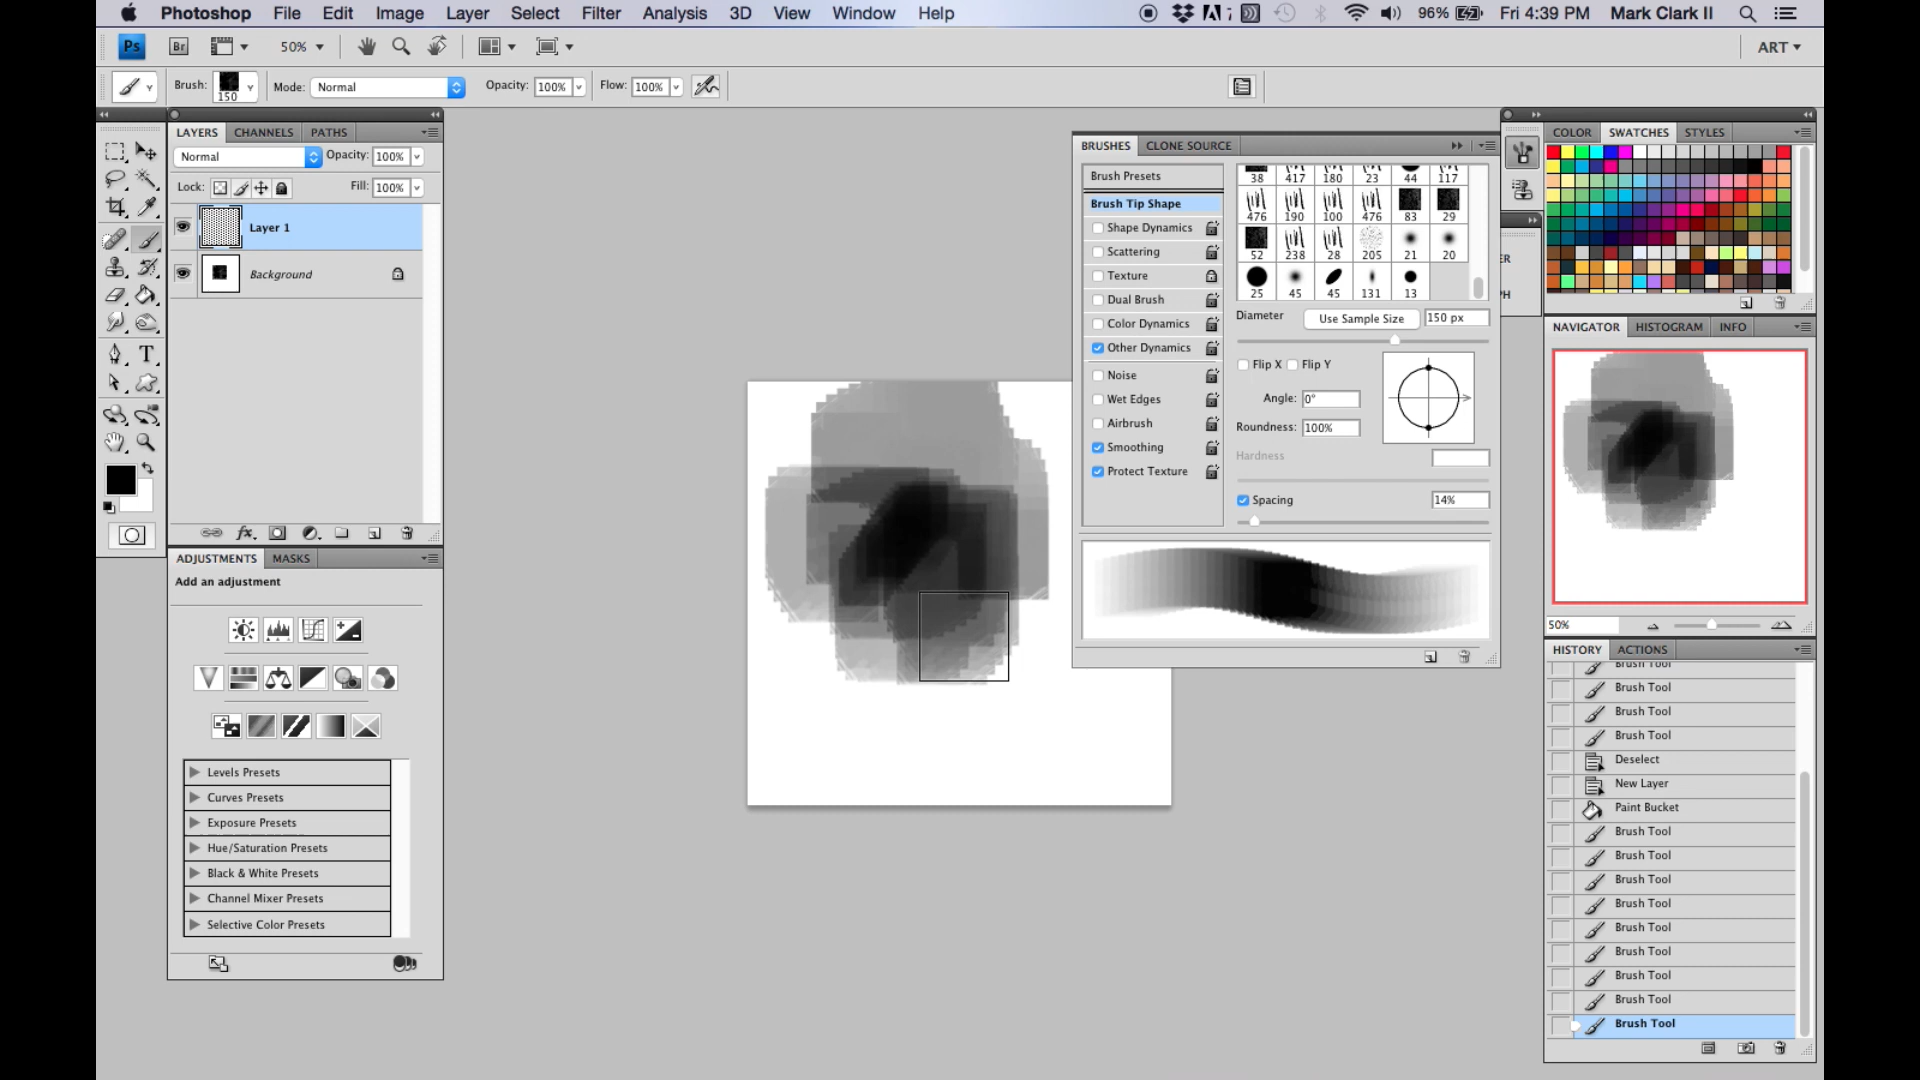 Photoshop File Edit Image Layer Select Filter Analysis 3D View Window Help 7 96% Fri 4:39 PM Mark Clark II
Ps Br 50% ART
Brush: 150 Mode: Normal Opacity: 100% Flow: 100%
LAYERS CHANNELS PATHS
Normal Opacity: 100%
Lock: Fill: 100%
Layer 1
Background
T
fx
ADJUSTMENTS MASKS
Add an adjustment
Levels Presets
Curves Presets
Exposure Presets
Hue/Saturation Presets
Black & White Presets
Channel Mixer Presets
Selective Color Presets
BRUSHES CLONE SOURCE
Brush Presets
Brush Tip Shape
Shape Dynamics
Scattering
Texture
Dual Brush
Color Dynamics
Other Dynamics
Noise
Wet Edges
Airbrush
Smoothing
Protect Texture
38 417 180 23 44 117
476 190 100 476 83 29
52 238 28 205 21 20
25 45 45 131 13
Diameter Use Sample Size 150 px
Flip X Flip Y
Angle: 0°
Roundness: 100%
Hardness
Spacing 14%
ER
PH
COLOR SWATCHES STYLES
NAVIGATOR HISTOGRAM INFO
50%
HISTORY ACTIONS
Brush Tool
Brush Tool
Brush Tool
Brush Tool
Deselect
New Layer
Paint Bucket
Brush Tool
Brush Tool
Brush Tool
Brush Tool
Brush Tool
Brush Tool
Brush Tool
Brush Tool
Brush Tool